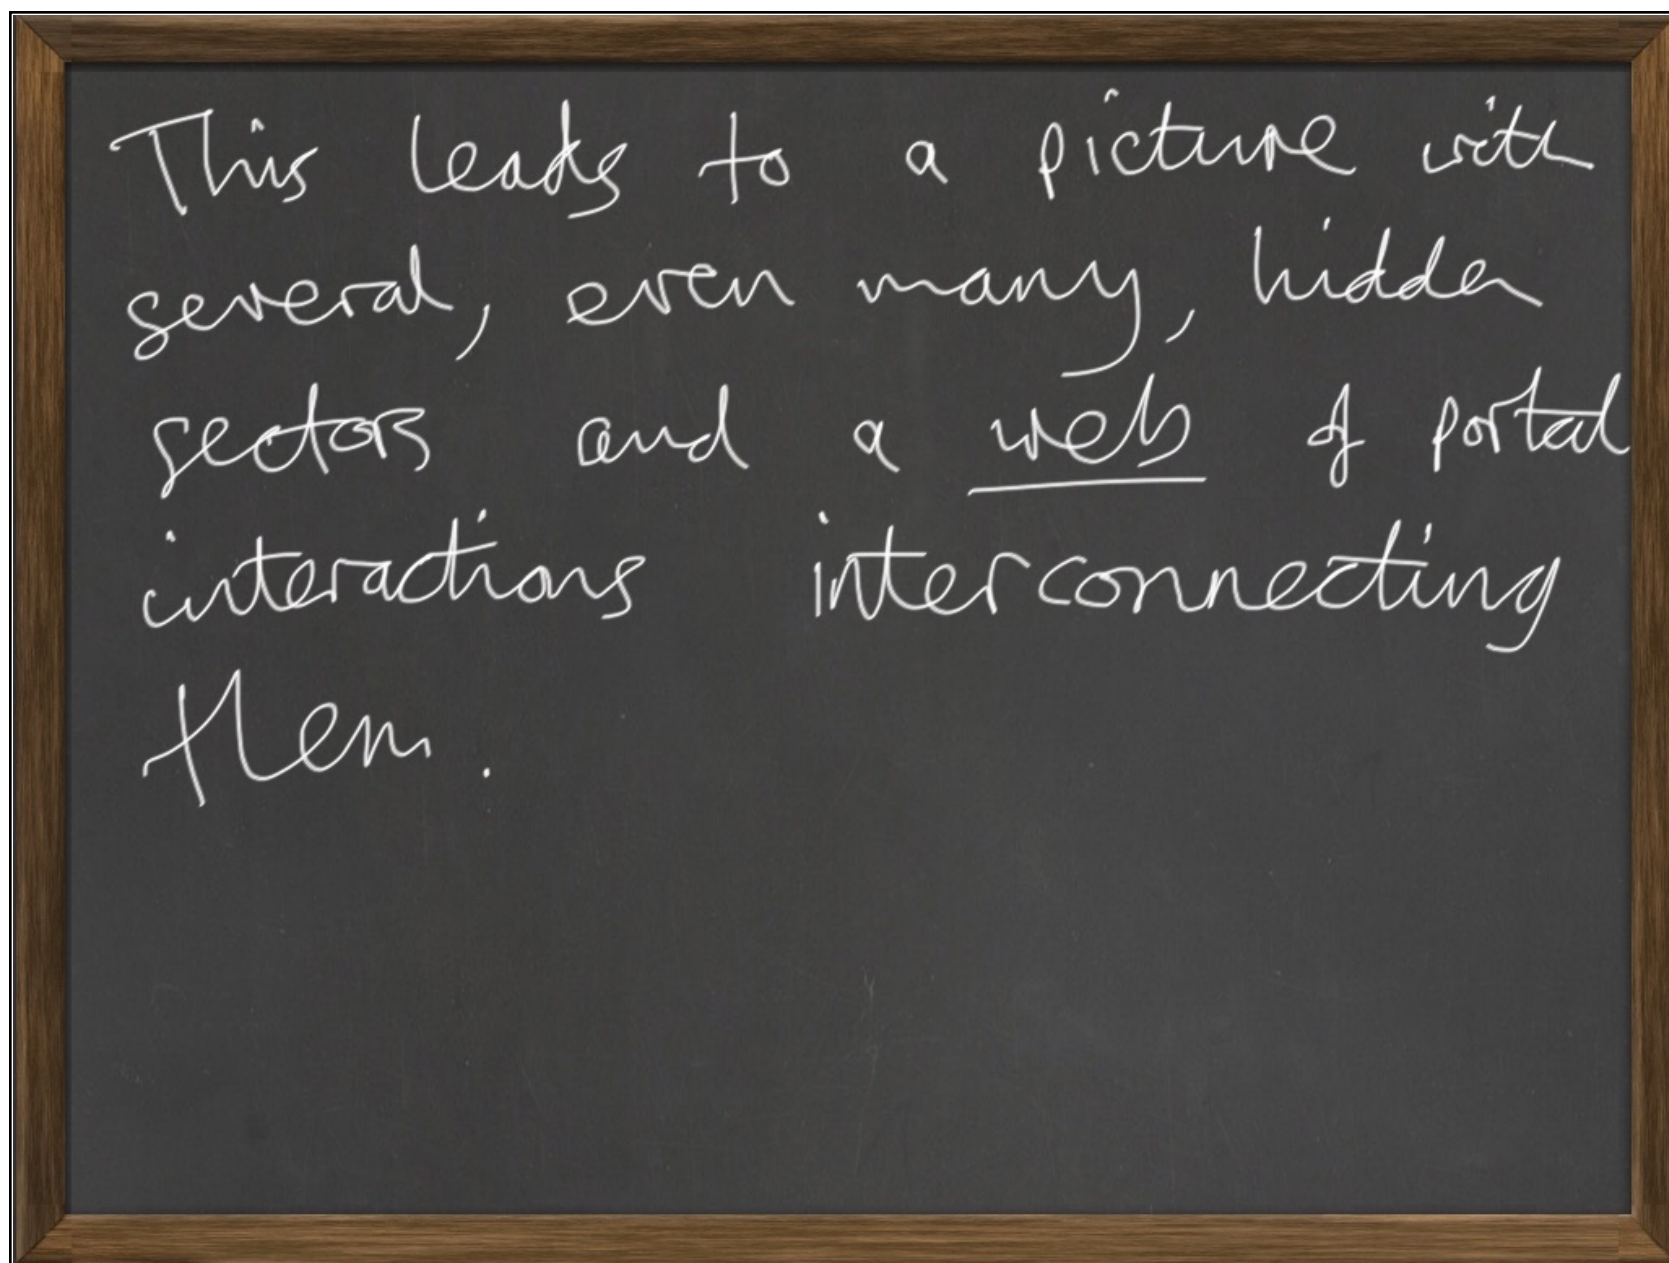 This leads to a picture with
several, even many, hidden
sectors and a web of portal
interactions interconnecting
them.